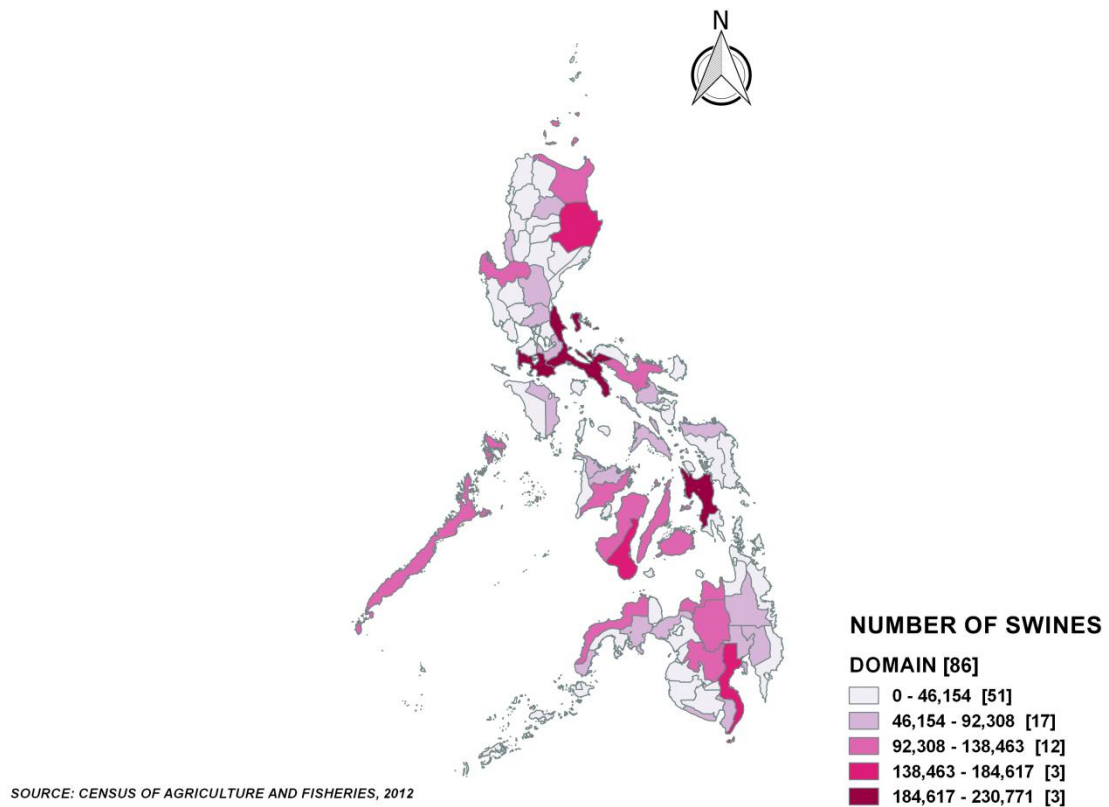 N
NUMBER OF SWINES
DOMAIN [86]
0 - 46,154 [51]
46,154 - 92,308 [17]
92,308 - 138,463 [12]
138,463 - 184,617 [3]
184,617 - 230,771 [3]
SOURCE: CENSUS OF AGRICULTURE AND FISHERIES, 2012